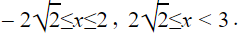 − 2√2≤x≤2 , 2√2≤x < 3 .